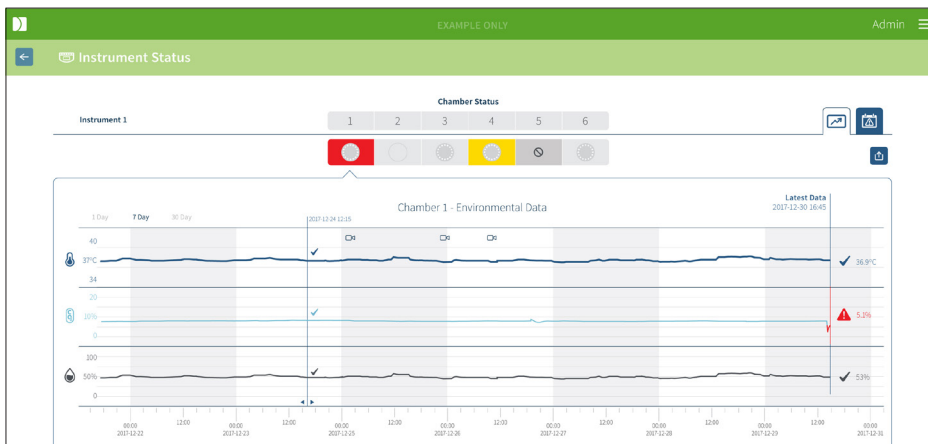 EXAMPLE ONLY
Admin
Instrument Status
Chamber Status
Instrument 1
1 2 3 4 5 6
Chamber 1 - Environmental Data
Latest Data
2017-12-30 16:45
1 Day 7 Day 30 Day
2017-12-24 12:15
40
37°C
36.9°C
34
20
10%
5.1%
0
100
50%
53%
0
00:00 12:00 00:00 12:00 00:00 12:00 00:00 12:00 00:00 12:00 00:00 12:00 00:00 12:00 00:00
2017-12-22 2017-12-23 2017-12-25 2017-12-26 2017-12-27 2017-12-28 2017-12-29 2017-12-31